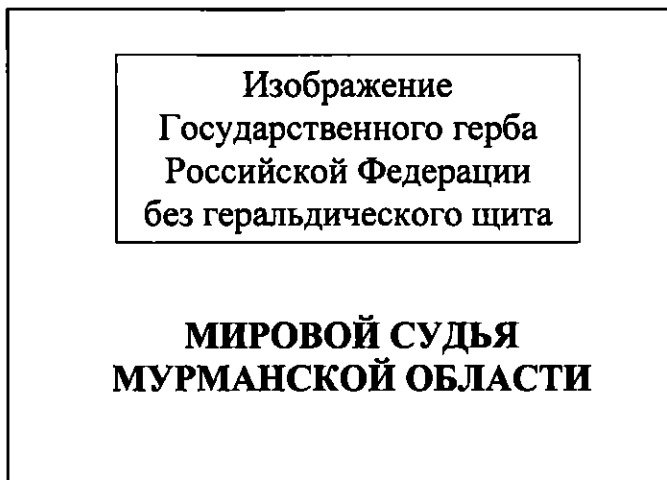 Изображение
Государственного герба
Российской Федерации
без геральдического щита
МИРОВОЙ СУДЬЯ
МУРМАНСКОЙ ОБЛАСТИ